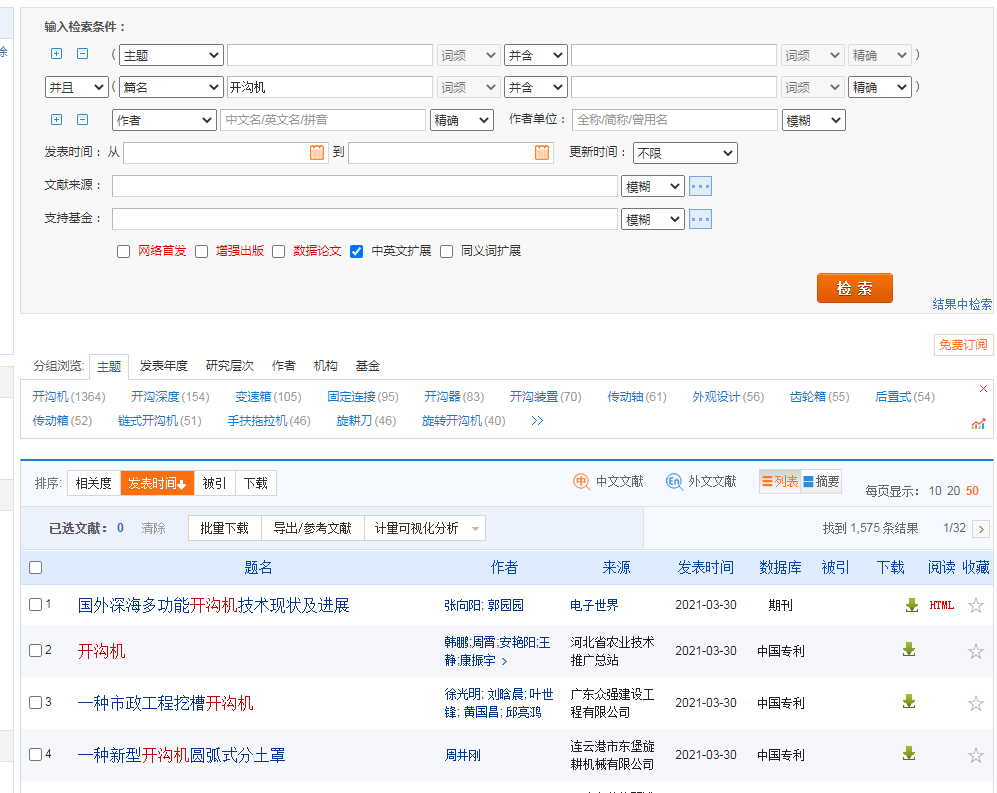 输入检索条件：
除
( 主题 词频 并含 词频 精确 )
并且 ( 篇名 开沟机 词频 并含 词频 精确 )
作者 中文名/英文名/拼音 精确 作者单位： 全称/简称/曾用名 模糊
发表时间： 从 到 更新时间： 不限
文献来源： 模糊
支持基金： 模糊
网络首发 增强出版 数据论文 中英文扩展 同义词扩展
检索
结果中检索
免费订阅
分组浏览: 主题 发表年度 研究层次 作者 机构 基金
开沟机(1364) 开沟深度(154) 变速箱(105) 固定连接(95) 开沟器(83) 开沟装置(70) 传动轴(61) 外观设计(56) 齿轮箱(55) 后置式(54)
传动箱(52) 链式开沟机(51) 手扶拖拉机(46) 旋耕刀(46) 旋转开沟机(40) >>
排序: 相关度 发表时间↓ 被引 下载 中 中文文献 En 外文文献 列表 摘要 每页显示： 10 20 50
已选文献： 0 清除 批量下载 导出/参考文献 计量可视化分析 找到 1,575 条结果 1/32 >
题名 作者 来源 发表时间 数据库 被引 下载 阅读 收藏
1 国外深海多功能开沟机技术现状及进展 张向阳; 郭园园 电子世界 2021-03-30 期刊 HTML
2 开沟机 韩鹏;周霄;安艳阳;王静;康振宇 > 河北省农业技术推广总站 2021-03-30 中国专利
3 一种市政工程挖槽开沟机 徐光明; 刘晗晨; 叶世锋; 黄国昌; 邱亮鸿 广东众强建设工程有限公司 2021-03-30 中国专利
4 一种新型开沟机圆弧式分土罩 周井刚 连云港市东堡旋耕机械有限公司 2021-03-30 中国专利